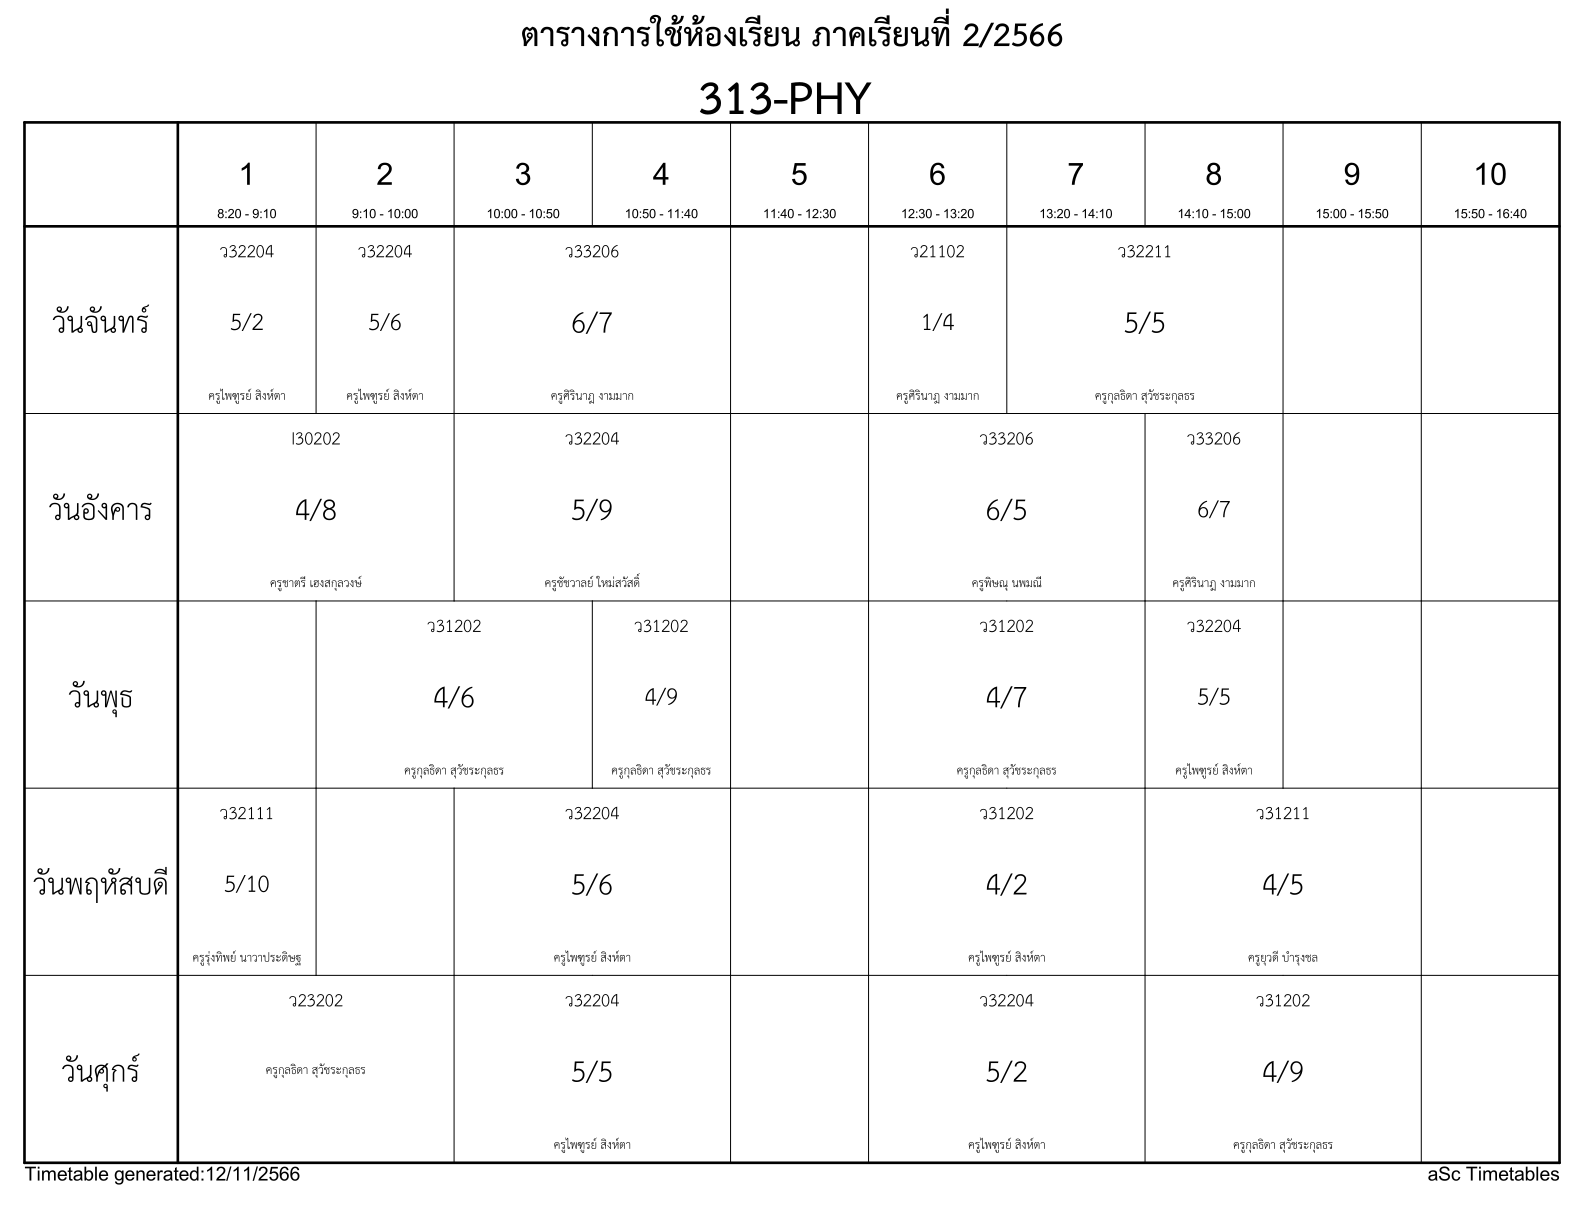 ตารางการใช้ห้องเรียน ภาคเรียนที่ 2/2566
313-PHY
1 2 3 4 5 6 7 8 9 10
8:20 - 9:10 9:10 - 10:00 10:00 - 10:50 10:50 - 11:40 11:40 - 12:30 12:30 - 13:20 13:20 - 14:10 14:10 - 15:00 15:00 - 15:50 15:50 - 16:40
ว32204 ว32204 ว33206 ว21102 ว32211
วันจันทร์ 5/2 5/6 6/7 1/4 5/5
ครูไพฑูรย์ สิงห์ตา ครูไพฑูรย์ สิงห์ตา ครูศิรินาฎ งามมาก ครูศิรินาฎ งามมาก ครูกุลธิดา สุวัชระกุลธร
I30202 ว32204 ว33206 ว33206
วันอังคาร 4/8 5/9 6/5 6/7
ครูชาตรี เฮงสกุลวงษ์ ครูชัชวาลย์ ใหม่สวัสดิ์ ครูพิษณุ นพมณี ครูศิรินาฎ งามมาก
ว31202 ว31202 ว31202 ว32204
วันพุธ 4/6 4/9 4/7 5/5
ครูกุลธิดา สุวัชระกุลธร ครูกุลธิดา สุวัชระกุลธร ครูกุลธิดา สุวัชระกุลธร ครูไพฑูรย์ สิงห์ตา
ว32111 ว32204 ว31202 ว31211
วันพฤหัสบดี 5/10 5/6 4/2 4/5
ครูรุ่งทิพย์ นาวาประดิษฐ ครูไพฑูรย์ สิงห์ตา ครูไพฑูรย์ สิงห์ตา ครูยุวดี บำรุงชล
ว23202 ว32204 ว32204 ว31202
วันศุกร์ ครูกุลธิดา สุวัชระกุลธร 5/5 5/2 4/9
ครูไพฑูรย์ สิงห์ตา ครูไพฑูรย์ สิงห์ตา ครูกุลธิดา สุวัชระกุลธร
Timetable generated:12/11/2566 aSc Timetables